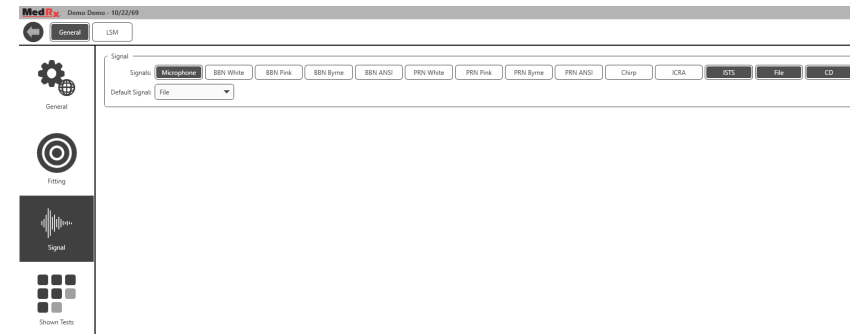 MedRx Demo Demo - 10/22/69
General LSM
Signal
Signals: Microphone BBN White BBN Pink BBN Byrne BBN ANSI PRN White PRN Pink PRN Byrne PRN ANSI Chirp ICRA ISTS File CD
Default Signal: File
General
Fitting
Signal
Shown Tests